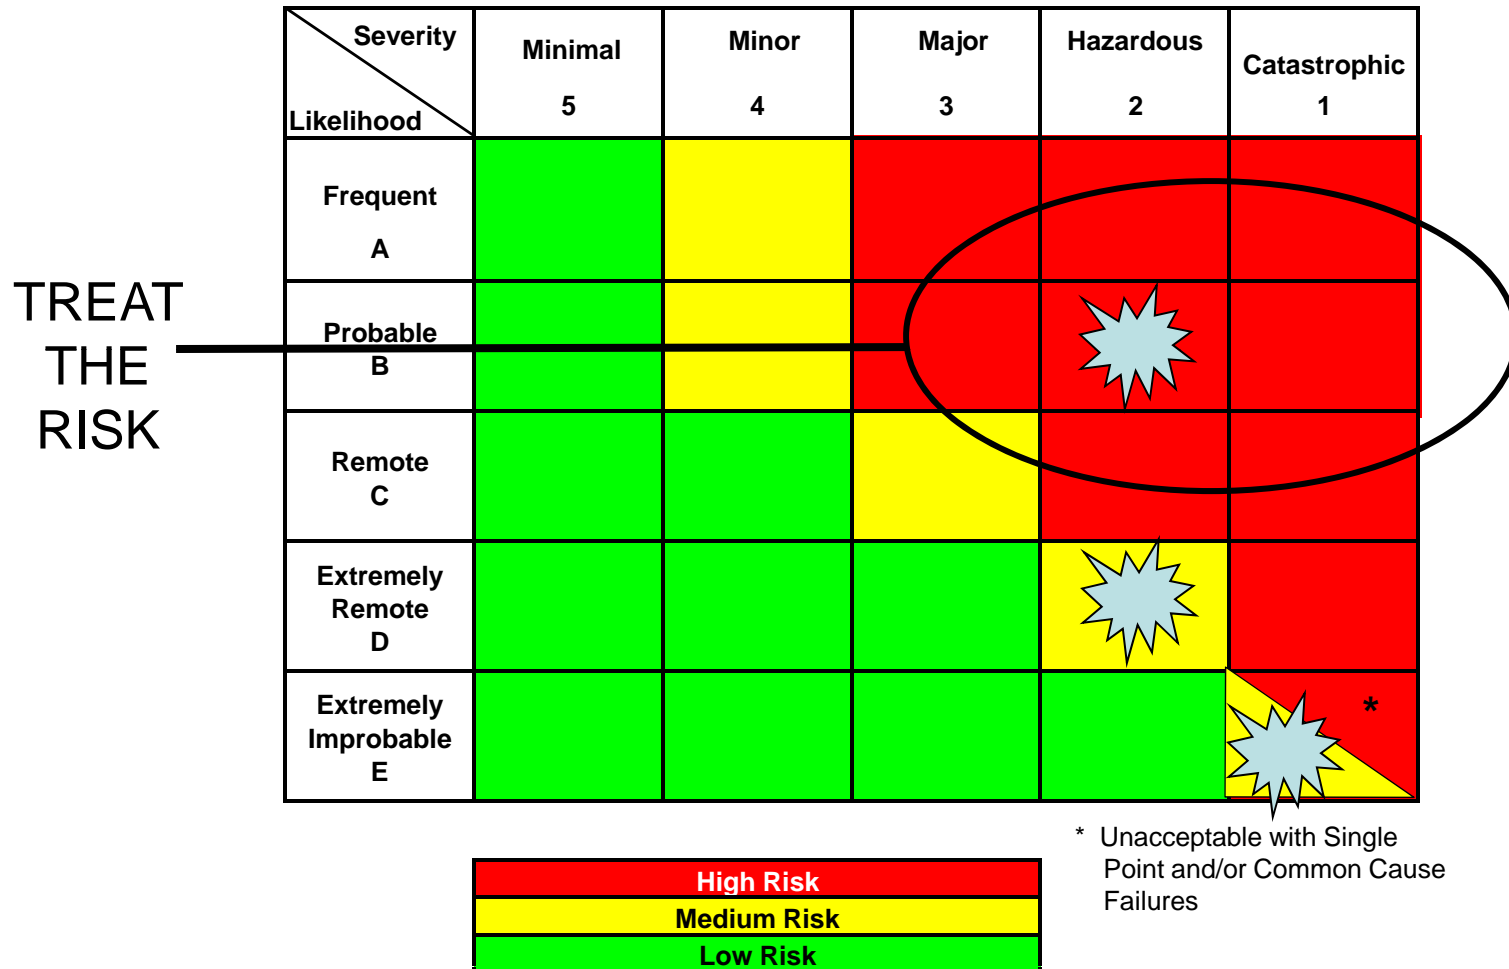 Severity
Likelihood
Minimal
5
Minor
4
Major
3
Hazardous
2
Catastrophic
1
Frequent
A
TREAT
THE
RISK
Probable
B
Remote
C
Extremely
Remote
D
Extremely
Improbable
E
*
* Unacceptable with Single
Point and/or Common Cause
Failures
High Risk
Medium Risk
Low Risk